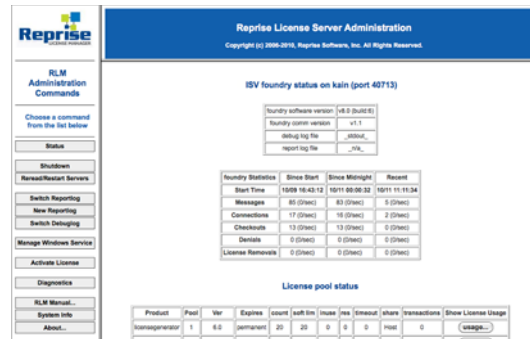 Reprise
LICENSE MANAGER
Reprise License Server Administration
Copyright (c) 2006-2010, Reprise Software, Inc. All Rights Reserved.
RLM
Administration
Commands
Choose a command
from the list below
Status
Shutdown
Reread/Restart Servers
Switch Reportlog
New Reportlog
Switch Debuglog
Manage Windows Service
Activate License
Diagnostics
RLM Manual...
System Info
About...
ISV foundry status on kain (port 40713)
foundry software version v8.0 (build:6)
foundry comm version v1.1
debug log file _stdout_
report log file _n/a_
foundry Statistics Since Start Since Midnight Recent
Start Time 10/09 16:43:12 10/11 00:00:32 10/11 11:11:34
Messages 85 (0/sec) 83 (0/sec) 5 (0/sec)
Connections 17 (0/sec) 16 (0/sec) 2 (0/sec)
Checkouts 13 (0/sec) 13 (0/sec) 0 (0/sec)
Denials 0 (0/sec) 0 (0/sec) 0 (0/sec)
License Removals 0 (0/sec) 0 (0/sec) 0 (0/sec)
License pool status
Product Pool Ver Expires count soft lim inuse res timeout share transactions Show License Usage
licensegenerator 1 6.0 permanent 20 20 0 0 0 Host 0 usage...